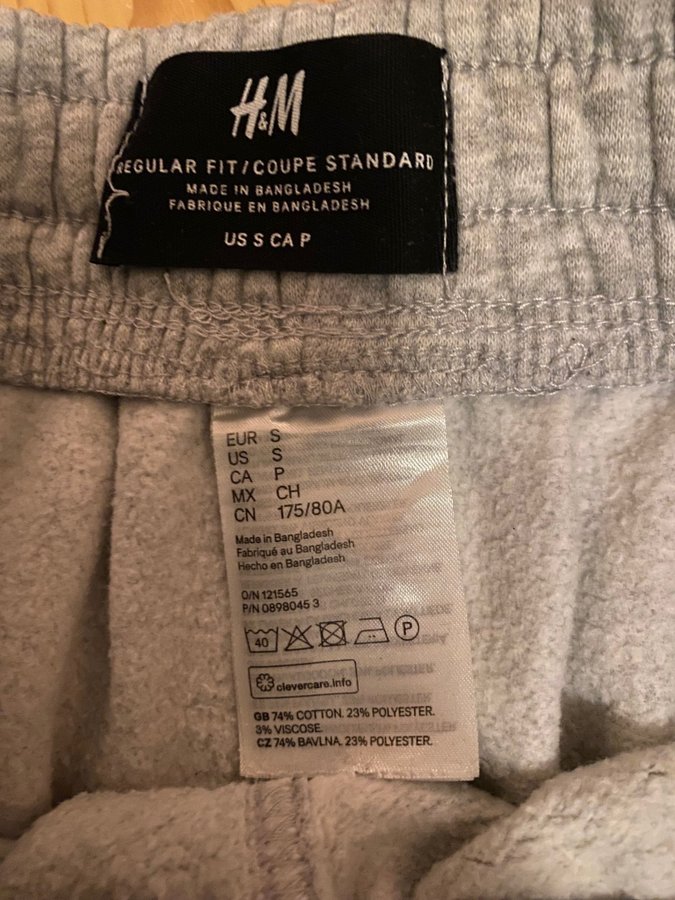 H&M
REGULAR FIT/COUPE STANDARD
MADE IN BANGLADESH
FABRIQUE EN BANGLADESH
US S CA P
EUR S
US S
CA P
MX CH
CN 175/80A
Made in Bangladesh
Fabriqué au Bangladesh
Hecho en Bangladesh
O/N 121565
P/N 0898045 3
40 P
clevercare.info
GB 74% COTTON. 23% POLYESTER.
3% VISCOSE.
CZ 74% BAVLNA. 23% POLYESTER.